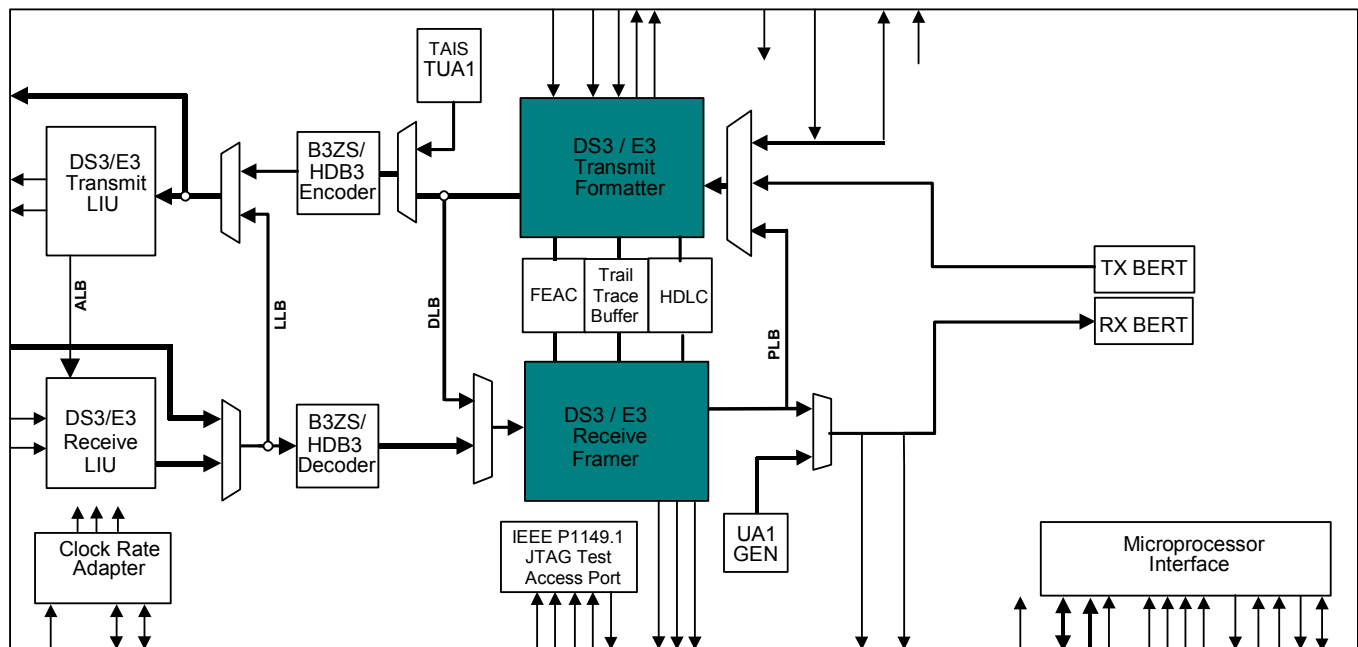 TAIS
TUA1
DS3/E3
Transmit
LIU
B3ZS/
HDB3
Encoder
DS3 / E3
Transmit
Formatter
ALB
LLB
DLB
FEAC
Trail
Trace
Buffer
HDLC
PLB
TX BERT
RX BERT
DS3/E3
Receive
LIU
B3ZS/
HDB3
Decoder
DS3 / E3
Receive
Framer
Clock Rate
Adapter
IEEE P1149.1
JTAG Test
Access Port
UA1
GEN
Microprocessor
Interface